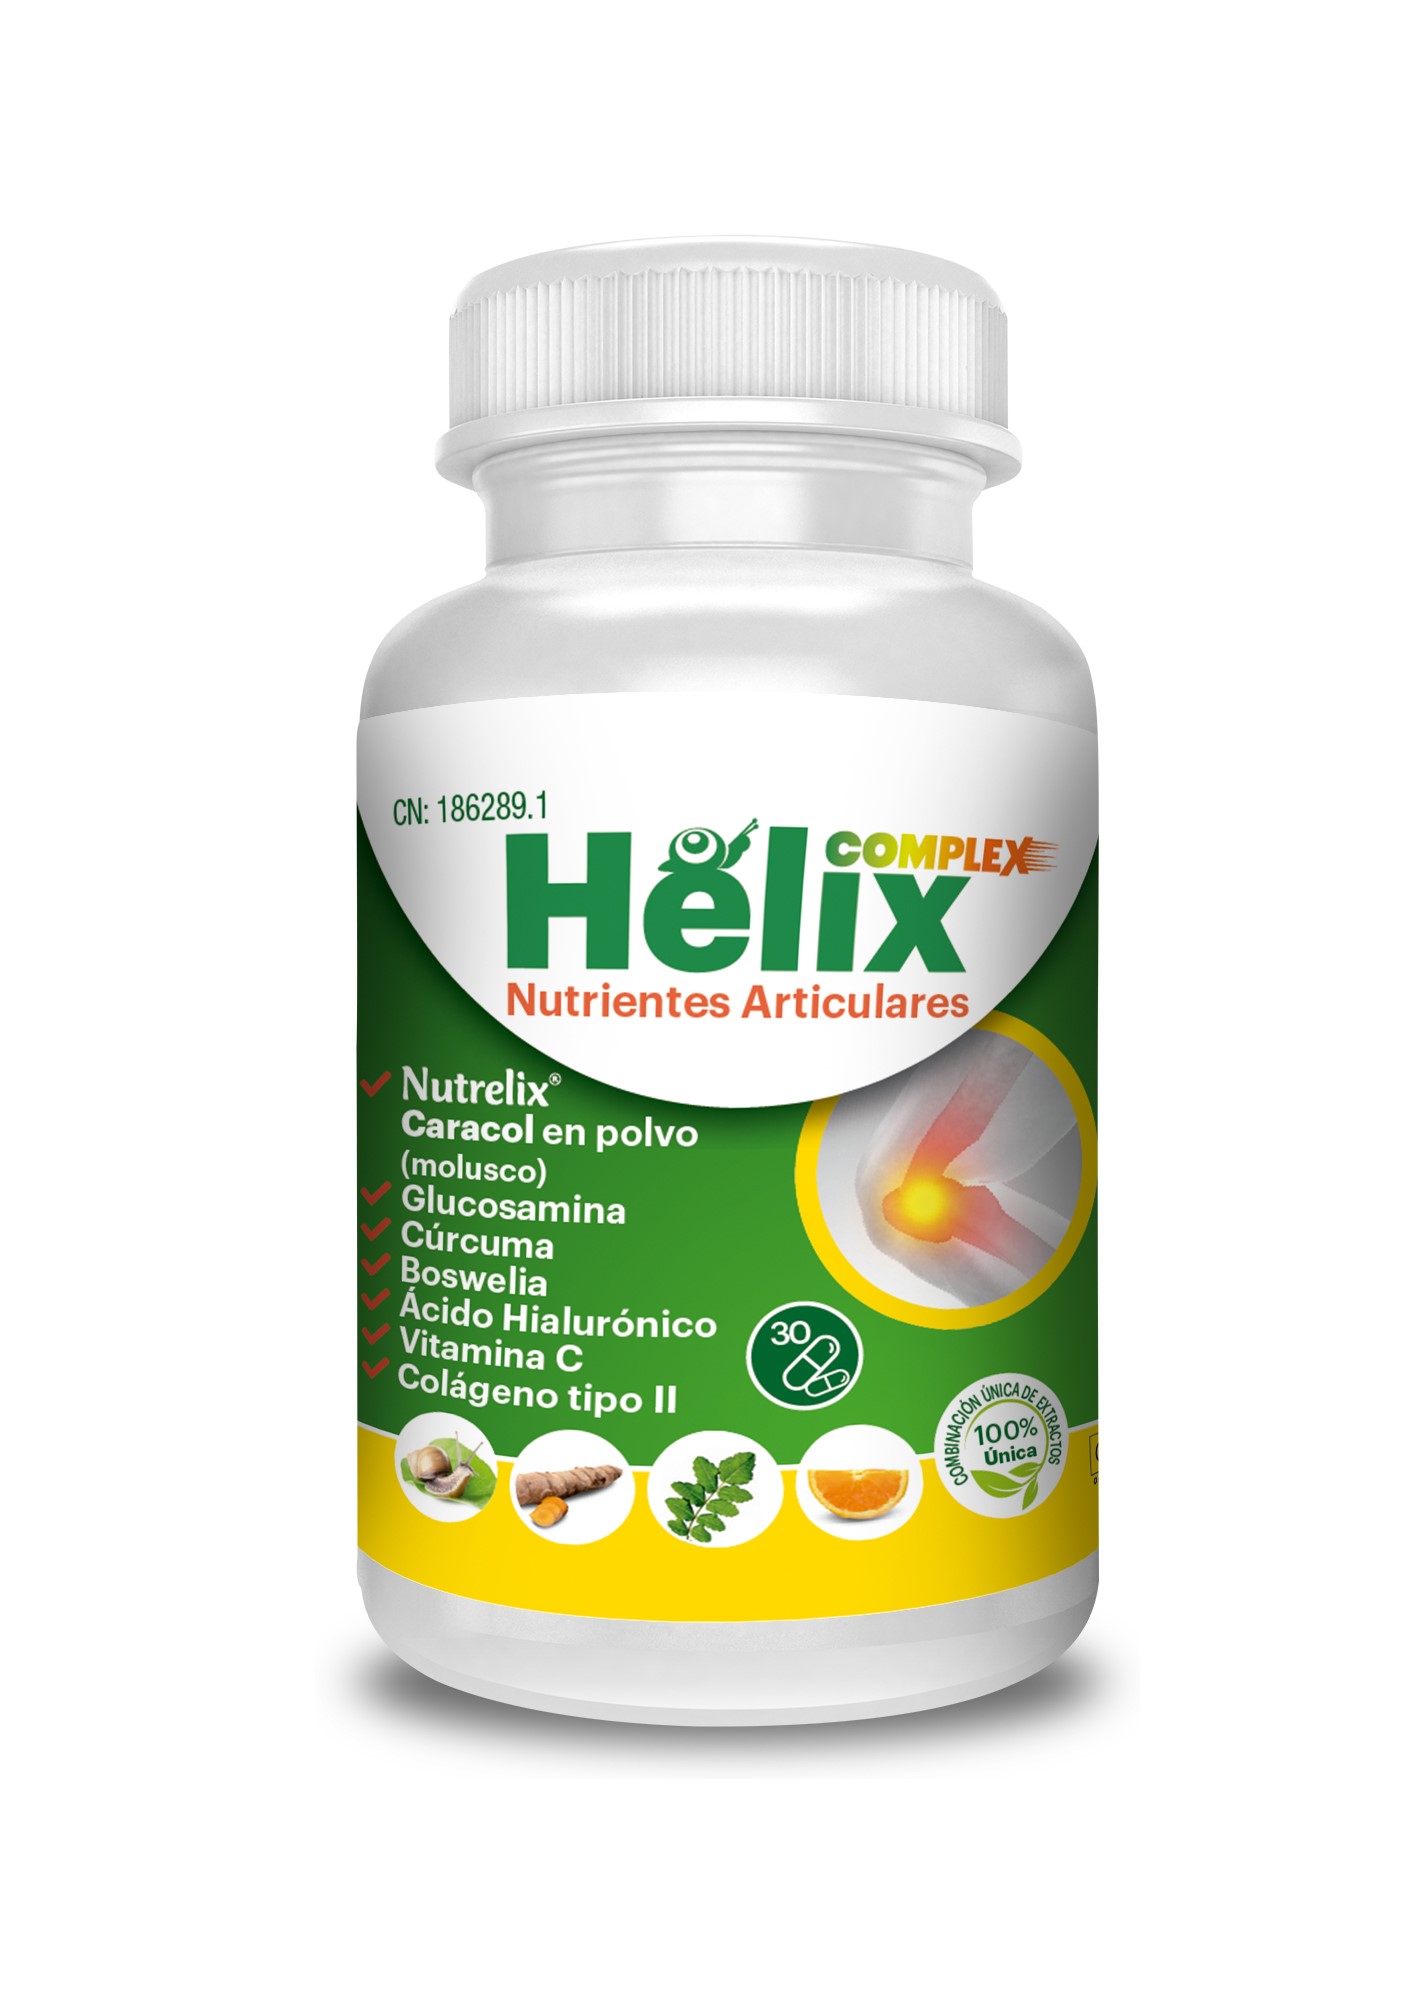 CN: 186289.1
Helix COMPLEX
Nutrientes Articulares
Nutrelix®
Caracol en polvo
(molusco)
Glucosamina
Cúrcuma
Boswelia
Ácido Hialurónico
Vitamina C
Colágeno tipo II
30
COMBINACIÓN ÚNICA DE EXTRACTOS
100%
Única